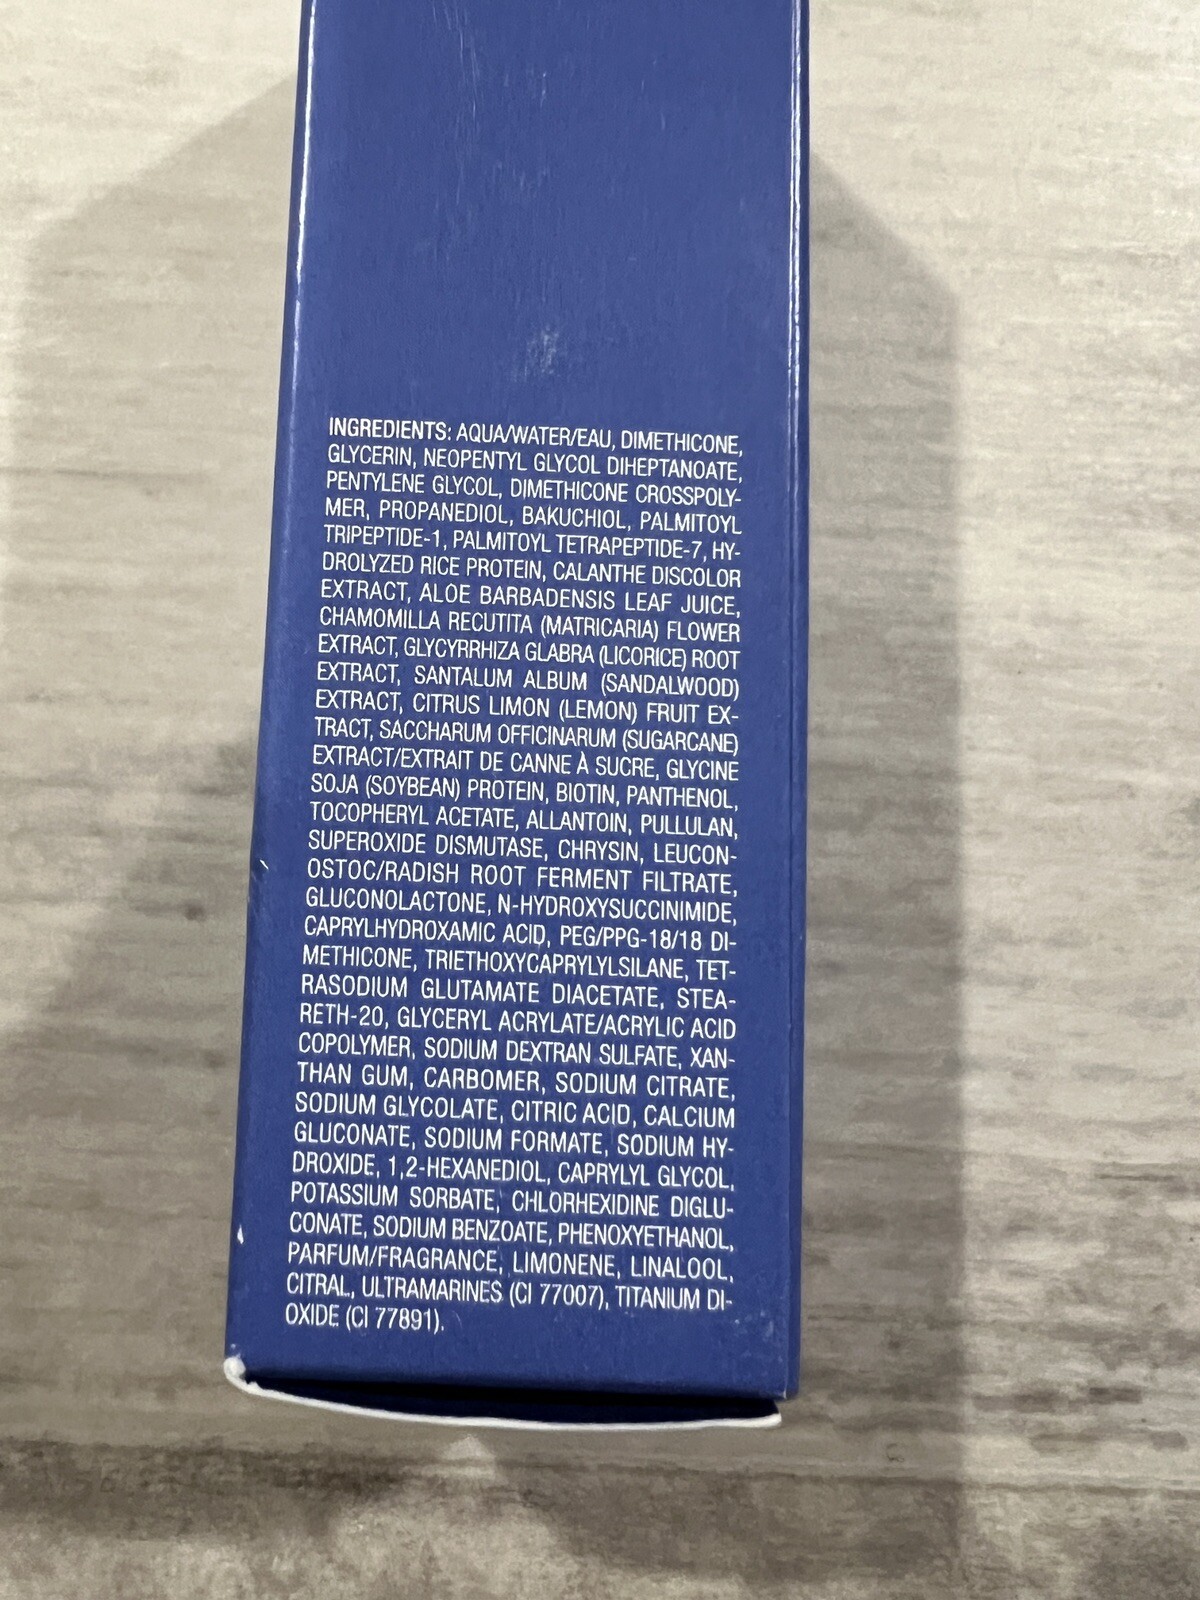 INGREDIENTS: AQUA/WATER/EAU, DIMETHICONE,
GLYCERIN, NEOPENTYL GLYCOL DIHEPTANOATE,
PENTYLENE GLYCOL, DIMETHICONE CROSSPOLY-
MER, PROPANEDIOL, BAKUCHIOL, PALMITOYL
TRIPEPTIDE-1, PALMITOYL TETRAPEPTIDE-7, HY-
DROLYZED RICE PROTEIN, CALANTHE DISCOLOR
EXTRACT, ALOE BARBADENSIS LEAF JUICE,
CHAMOMILLA RECUTITA (MATRICARIA) FLOWER
EXTRACT, GLYCYRRHIZA GLABRA (LICORICE) ROOT
EXTRACT, SANTALUM ALBUM (SANDALWOOD)
EXTRACT, CITRUS LIMON (LEMON) FRUIT EX-
TRACT, SACCHARUM OFFICINARUM (SUGARCANE)
EXTRACT/EXTRAIT DE CANNE À SUCRE, GLYCINE
SOJA (SOYBEAN) PROTEIN, BIOTIN, PANTHENOL,
TOCOPHERYL ACETATE, ALLANTOIN, PULLULAN,
SUPEROXIDE DISMUTASE, CHRYSIN, LEUCON-
OSTOC/RADISH ROOT FERMENT FILTRATE,
GLUCONOLACTONE, N-HYDROXYSUCCINIMIDE,
CAPRYLHYDROXAMIC ACID, PEG/PPG-18/18 DI-
METHICONE, TRIETHOXYCAPRYLYLSILANE, TET-
RASODIUM GLUTAMATE DIACETATE, STEA-
RETH-20, GLYCERYL ACRYLATE/ACRYLIC ACID
COPOLYMER, SODIUM DEXTRAN SULFATE, XAN-
THAN GUM, CARBOMER, SODIUM CITRATE,
SODIUM GLYCOLATE, CITRIC ACID, CALCIUM
GLUCONATE, SODIUM FORMATE, SODIUM HY-
DROXIDE, 1,2-HEXANEDIOL, CAPRYLYL GLYCOL,
POTASSIUM SORBATE, CHLORHEXIDINE DIGLU-
CONATE, SODIUM BENZOATE, PHENOXYETHANOL,
PARFUM/FRAGRANCE, LIMONENE, LINALOOL,
CITRAL, ULTRAMARINES (CI 77007), TITANIUM DI-
OXIDE (CI 77891).